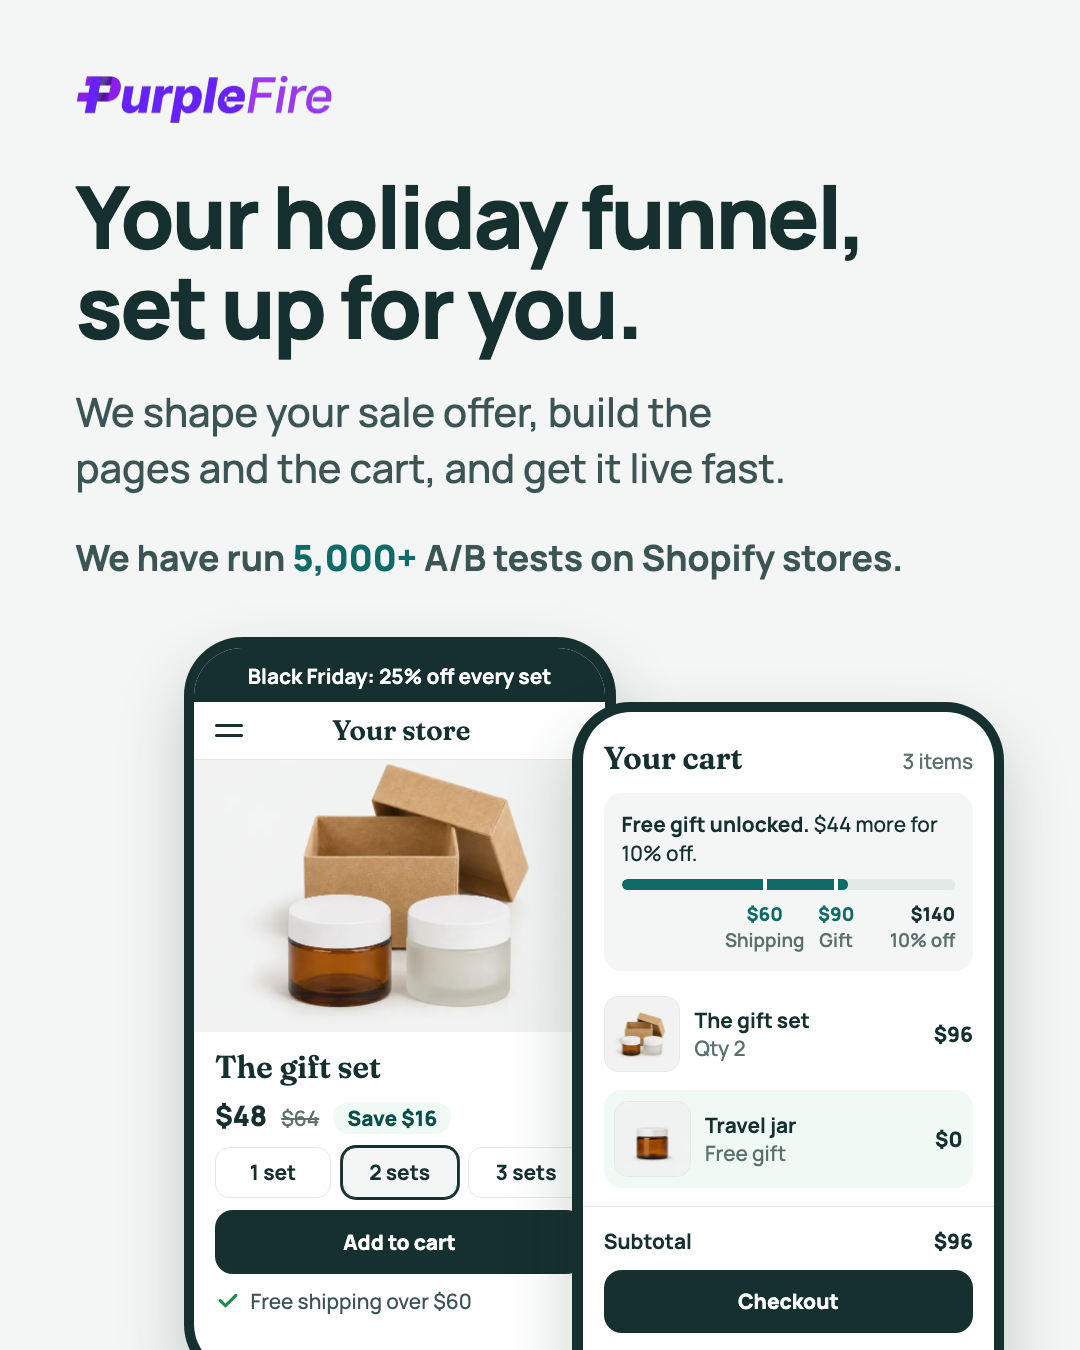 PurpleFire
Your holiday funnel,
set up for you.
We shape your sale offer, build the
pages and the cart, and get it live fast.
We have run 5,000+ A/B tests on Shopify stores.
Black Friday: 25% off every set
Your store
The gift set
$48 $64 Save $16
1 set 2 sets 3 sets
Add to cart
Free shipping over $60
Your cart 3 items
Free gift unlocked. $44 more for
10% off.
$60 $90 $140
Shipping Gift 10% off
The gift set
Qty 2
$96
Travel jar
Free gift
$0
Subtotal $96
Checkout